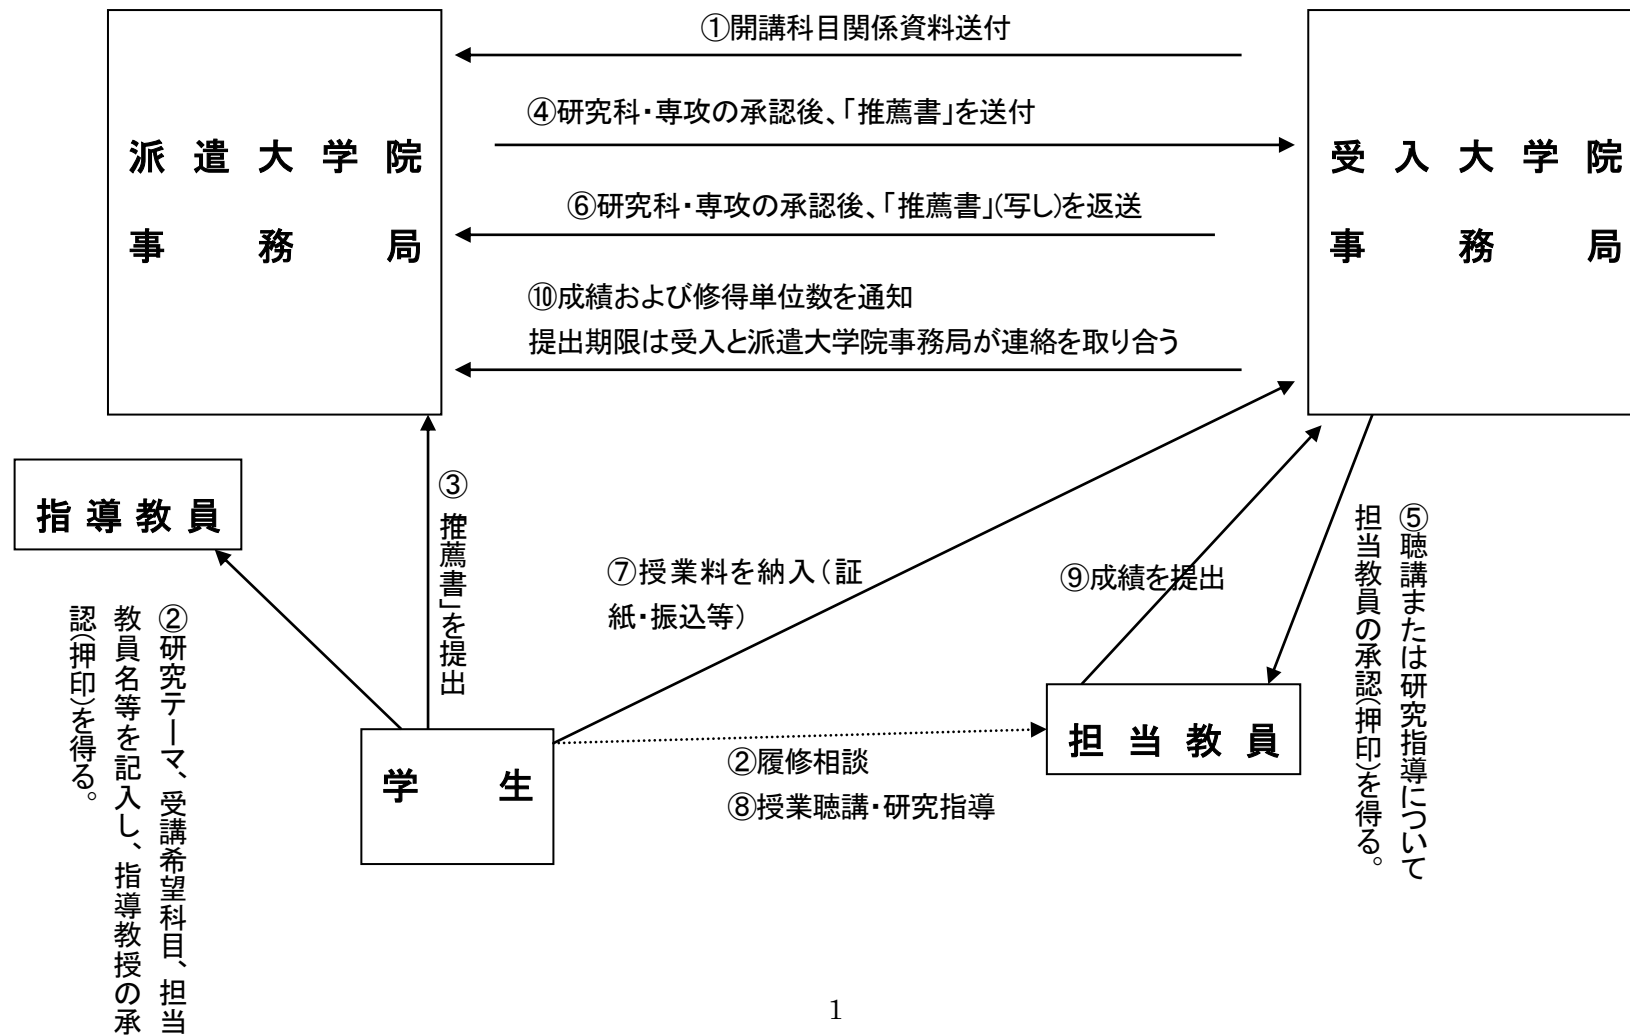 ①開講科目関係資料送付
④研究科・専攻の承認後、「推薦書」を送付
派遣大学院
事務局
受入大学院
事務局
⑥研究科・専攻の承認後、「推薦書」(写し)を返送
⑩成績および修得単位数を通知
提出期限は受入と派遣大学院事務局が連絡を取り合う
指導教員
③「推薦書」を提出
⑦授業料を納入（証
紙・振込等）
⑨成績を提出
⑤聴講または研究指導について
担当教員の承認(押印)を得る。
②研究テーマ、受講希望科目、担当
教員名等を記入し、指導教授の承
認(押印)を得る。
学生
担当教員
②履修相談
⑧授業聴講・研究指導
1